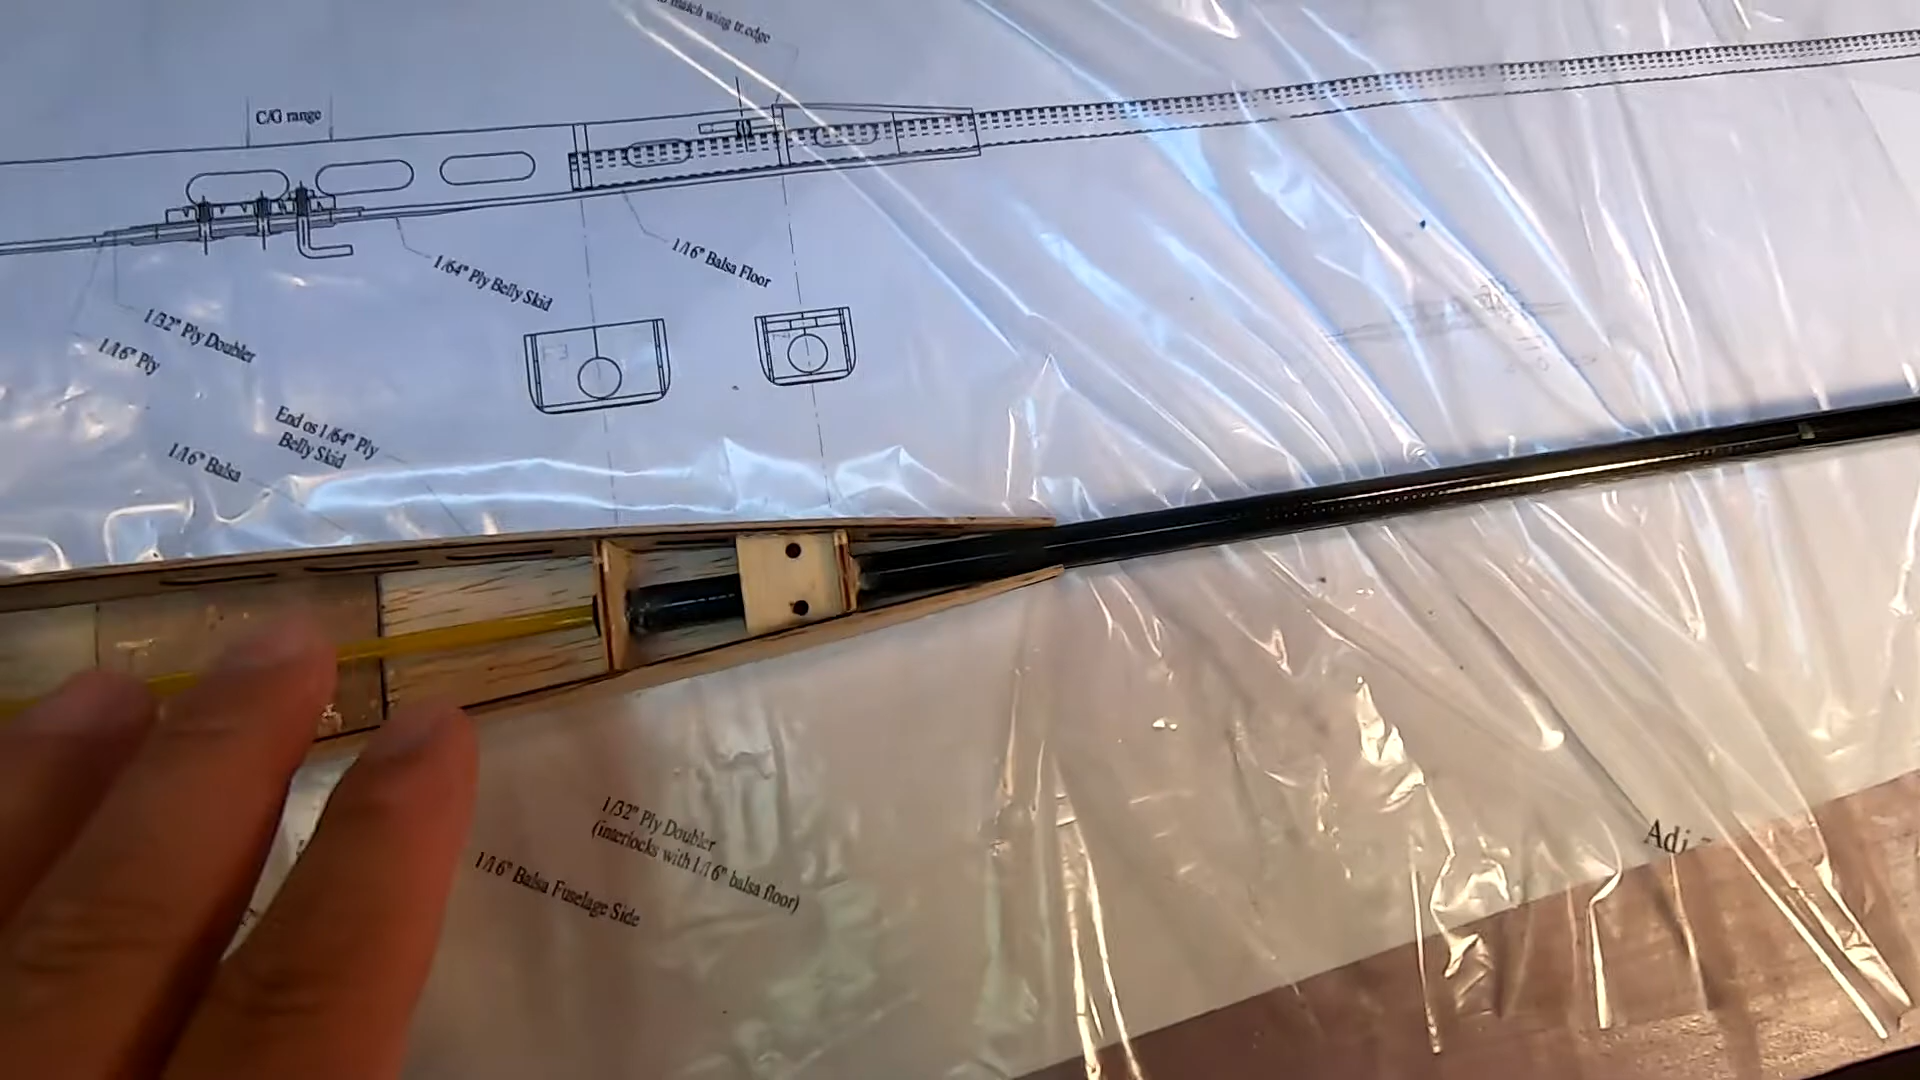 match wing tr.edge
C/G range
1/16" Balsa Floor
1/64" Ply Belly Skid
1/32" Ply Doubler
1/16" Ply
F3
End os 1/64" Ply
Belly Skid
1/16" Balsa
1/32" Ply Doubler
(interlocks with 1/16" balsa floor)
1/16" Balsa Fuselage Side
Adj